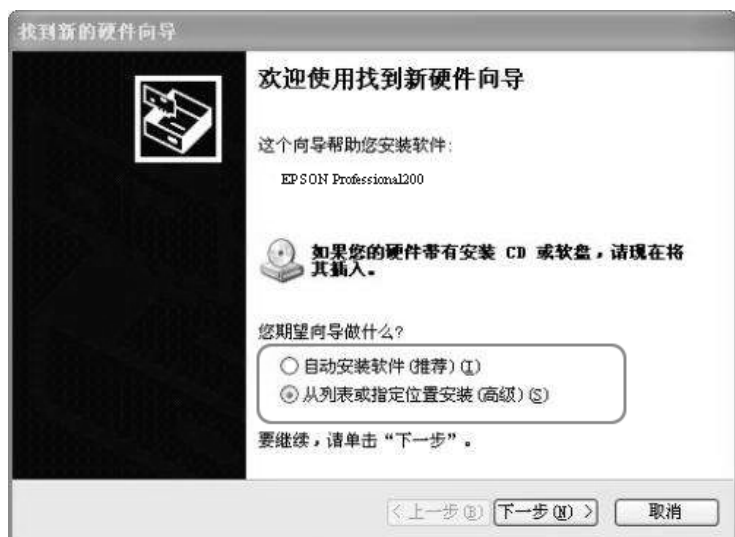 找到新的硬件向导
欢迎使用找到新硬件向导
这个向导帮助您安装软件:
EPSON Professional200
如果您的硬件带有安装 CD 或软盘，请现在将
其插入。
您期望向导做什么?
自动安装软件(推荐)(I)
从列表或指定位置安装(高级)(S)
要继续，请单击“下一步”。
<上一步(B) 下一步(N)> 取消